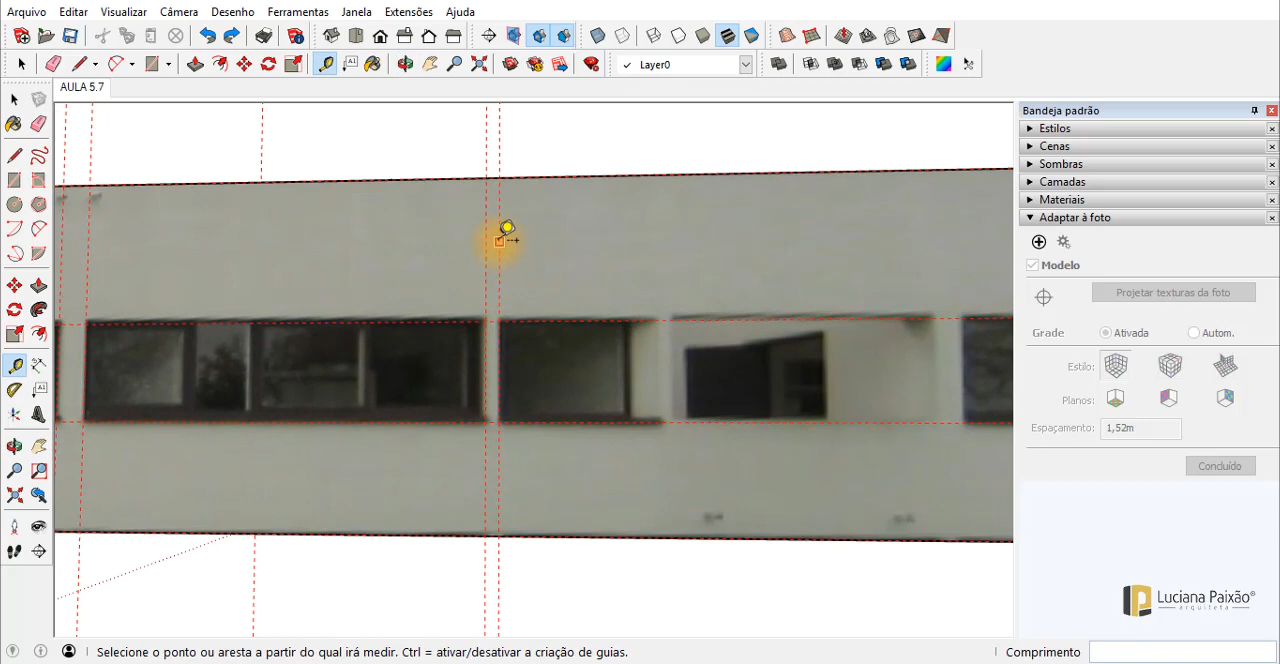 Arquivo Editar Visualizar Câmera Desenho Ferramentas Janela Extensões Ajuda
Layer0
AULA 5.7
Bandeja padrão
Estilos
Cenas
Sombras
Camadas
Materiais
Adaptar à foto
Modelo
Projetar texturas da foto
Grade Ativada Autom.
Estilo:
Planos:
Espaçamento: 1,52m
Concluído
Luciana Paixão®
arquiteta
Selecione o ponto ou aresta a partir do qual irá medir. Ctrl = ativar/desativar a criação de guias. Comprimento